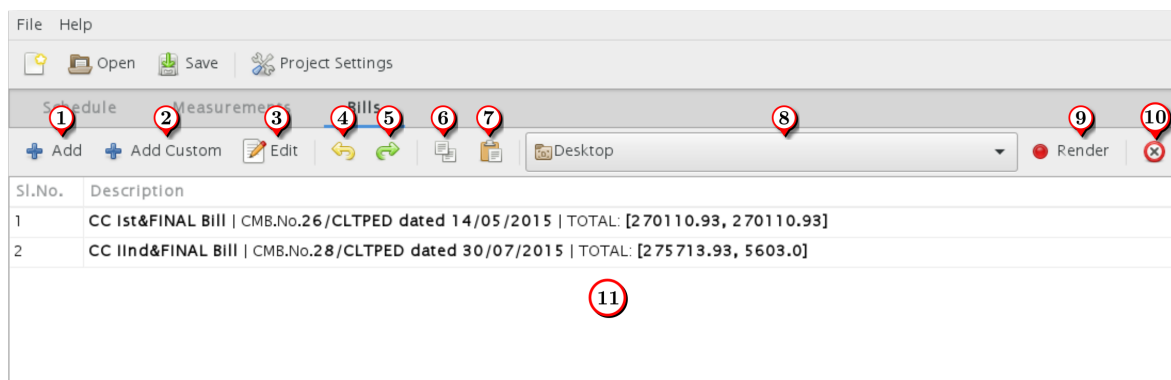 File Help
Open Save Project Settings
Schedule Measurements Bills
1 2 3 4 5 6 7 8 9 10
Add Add Custom Edit Desktop Render
Sl.No. Description
1 CC Ist&FINAL Bill | CMB.No.26/CLTPED dated 14/05/2015 | TOTAL: [270110.93, 270110.93]
2 CC IInd&FINAL Bill | CMB.No.28/CLTPED dated 30/07/2015 | TOTAL: [275713.93, 5603.0]
11